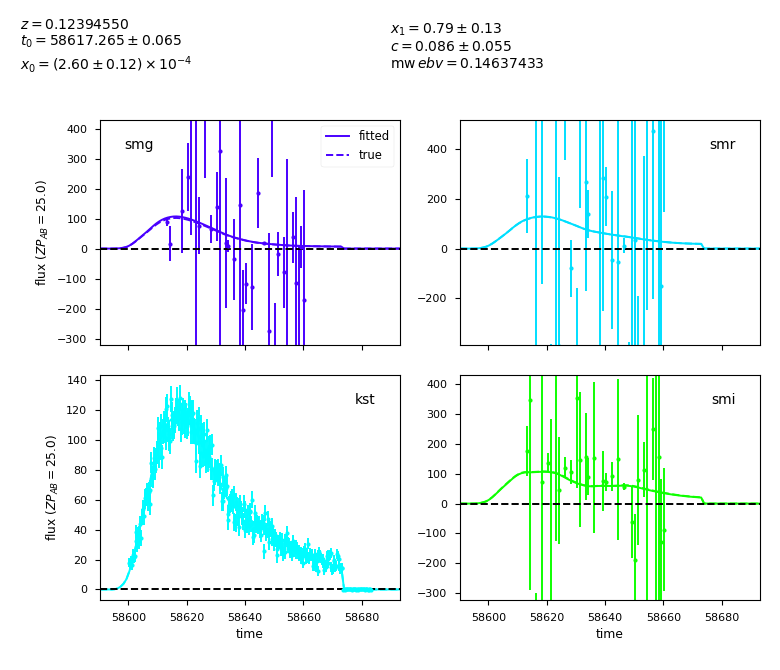 z = 0.12394550
t₀ = 58617.265 ± 0.065
x₀ = (2.60 ± 0.12) × 10⁻⁴
x₁ = 0.79 ± 0.13
c = 0.086 ± 0.055
mw ebv = 0.14637433
smg
fitted
true
400
300
200
100
0
−100
−200
−300
flux (ZP_AB = 25.0)
smr
400
200
0
−200
kst
140
120
100
80
60
40
20
0
flux (ZP_AB = 25.0)
58600 58620 58640 58660 58680
time
smi
400
300
200
100
0
−100
−200
−300
58600 58620 58640 58660 58680
time